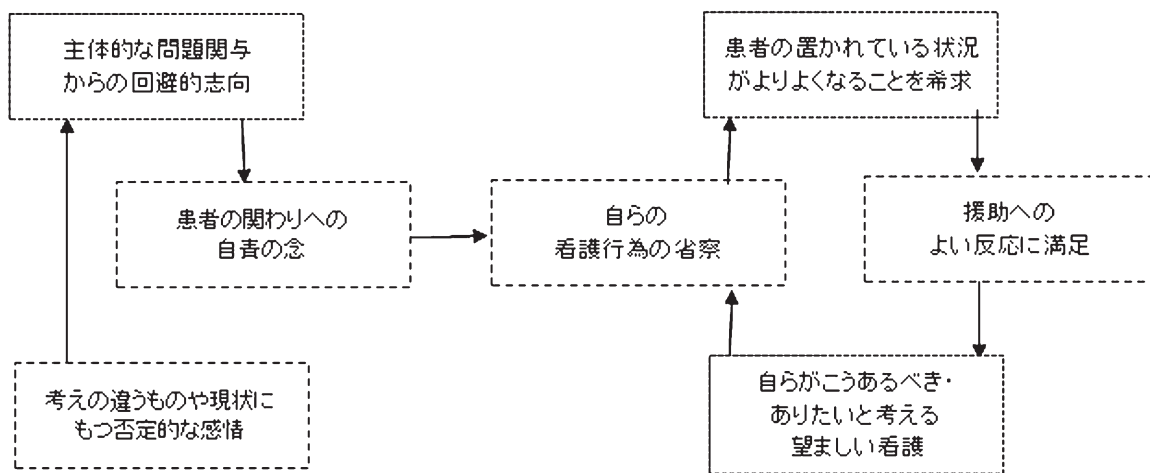 主体的な問題関与
からの回避的志向
患者の置かれている状況
がよりよくなることを希求
患者の関わりへの
自責の念
自らの
看護行為の省察
援助への
よい反応に満足
考えの違うものや現状に
もつ否定的な感情
自らがこうあるべき・
ありたいと考える
望ましい看護